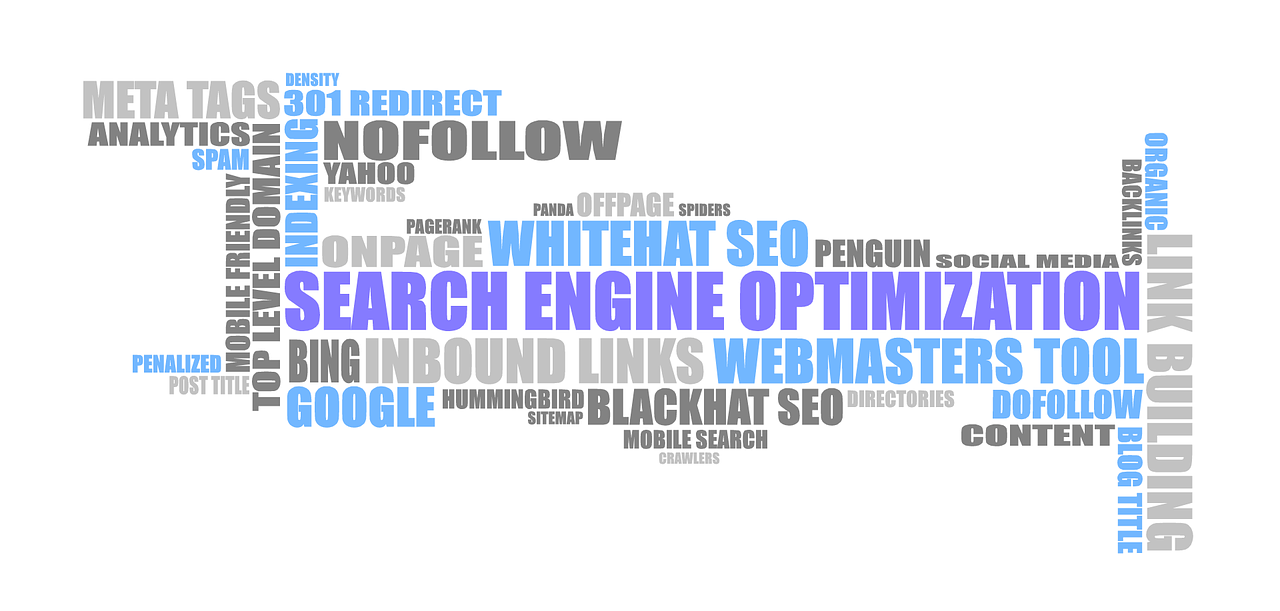 DENSITY
META TAGS
301 REDIRECT
ANALYTICS
NOFOLLOW
SPAM
INDEXING
YAHOO
KEYWORDS
MOBILE FRIENDLY
TOP LEVEL DOMAIN
PANDA
OFFPAGE
SPIDERS
PAGERANK
ONPAGE
WHITEHAT SEO
PENGUIN
SOCIAL MEDIA
BACKLINKS
ORGANIC
LINK BUILDING
SEARCH ENGINE OPTIMIZATION
PENALIZED
POST TITLE
BING
INBOUND LINKS
WEBMASTERS TOOL
GOOGLE
HUMMINGBIRD
SITEMAP
BLACKHAT SEO
DIRECTORIES
DOFOLLOW
CONTENT
MOBILE SEARCH
CRAWLERS
BLOG TITLE